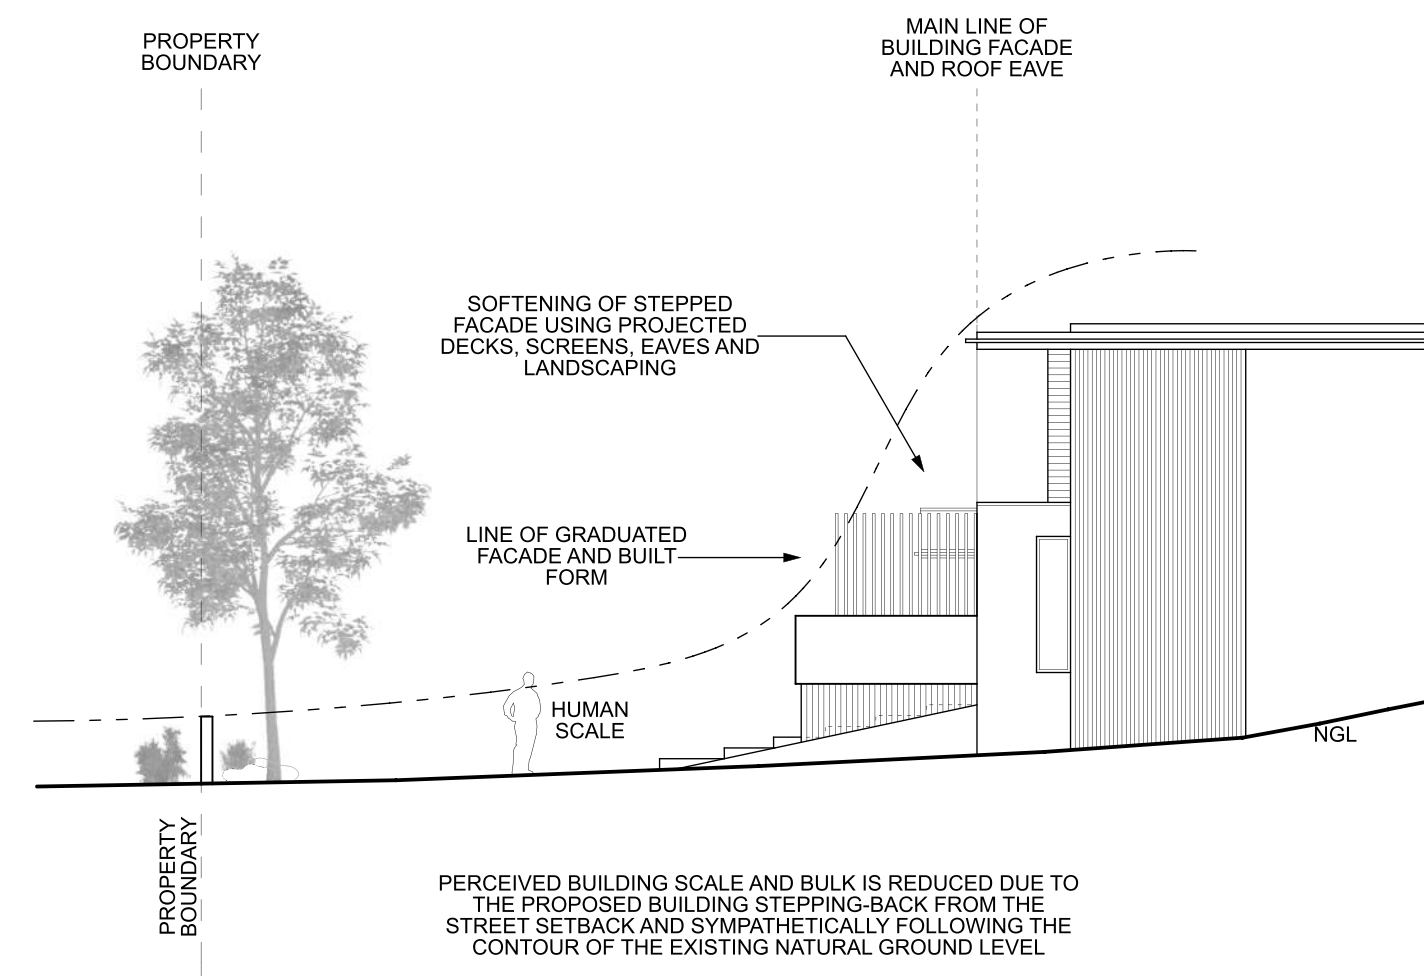 PROPERTY
BOUNDARY
MAIN LINE OF
BUILDING FACADE
AND ROOF EAVE
SOFTENING OF STEPPED
FACADE USING PROJECTED
DECKS, SCREENS, EAVES AND
LANDSCAPING
LINE OF GRADUATED
FACADE AND BUILT
FORM
HUMAN
SCALE
NGL
PROPERTY
BOUNDARY
PERCEIVED BUILDING SCALE AND BULK IS REDUCED DUE TO
THE PROPOSED BUILDING STEPPING-BACK FROM THE
STREET SETBACK AND SYMPATHETICALLY FOLLOWING THE
CONTOUR OF THE EXISTING NATURAL GROUND LEVEL